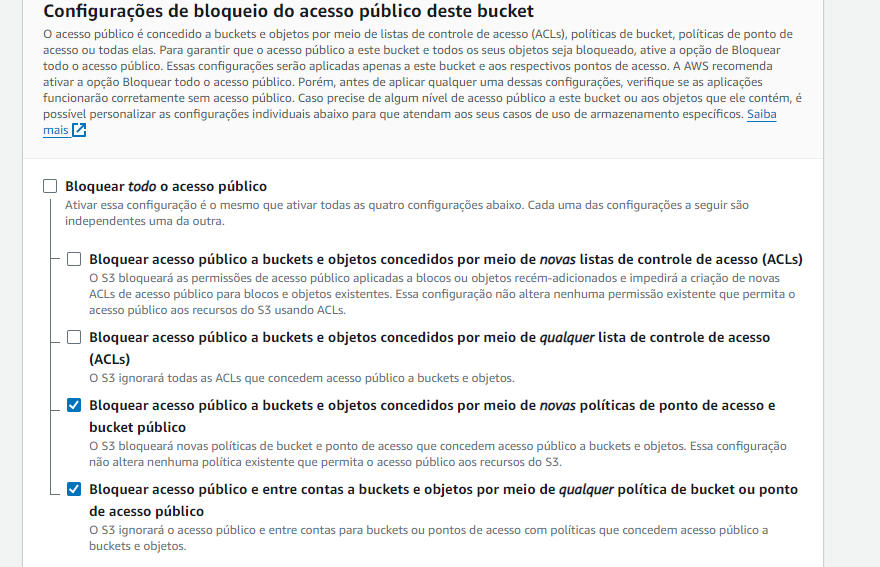 Configurações de bloqueio do acesso público deste bucket
O acesso público é concedido a buckets e objetos por meio de listas de controle de acesso (ACLs), políticas de bucket, políticas de ponto de
acesso ou todas elas. Para garantir que o acesso público a este bucket e todos os seus objetos seja bloqueado, ative a opção de Bloquear
todo o acesso público. Essas configurações serão aplicadas apenas a este bucket e aos respectivos pontos de acesso. A AWS recomenda
ativar a opção Bloquear todo o acesso público. Porém, antes de aplicar qualquer uma dessas configurações, verifique se as aplicações
funcionarão corretamente sem acesso público. Caso precise de algum nível de acesso público a este bucket ou aos objetos que ele contém, é
possível personalizar as configurações individuais abaixo para que atendam aos seus casos de uso de armazenamento específicos. Saiba
mais
Bloquear todo o acesso público
Ativar essa configuração é o mesmo que ativar todas as quatro configurações abaixo. Cada uma das configurações a seguir são
independentes uma da outra.
Bloquear acesso público a buckets e objetos concedidos por meio de novas listas de controle de acesso (ACLs)
O S3 bloqueará as permissões de acesso público aplicadas a blocos ou objetos recém-adicionados e impedirá a criação de novas
ACLs de acesso público para blocos e objetos existentes. Essa configuração não altera nenhuma permissão existente que permita o
acesso público aos recursos do S3 usando ACLs.
Bloquear acesso público a buckets e objetos concedidos por meio de qualquer lista de controle de acesso
(ACLs)
O S3 ignorará todas as ACLs que concedem acesso público a buckets e objetos.
Bloquear acesso público a buckets e objetos concedidos por meio de novas políticas de ponto de acesso e
bucket público
O S3 bloqueará novas políticas de bucket e ponto de acesso que concedem acesso público a buckets e objetos. Essa configuração
não altera nenhuma política existente que permita o acesso público aos recursos do S3.
Bloquear acesso público e entre contas a buckets e objetos por meio de qualquer política de bucket ou ponto
de acesso público
O S3 ignorará o acesso público e entre contas para buckets ou pontos de acesso com políticas que concedem acesso público a
buckets e objetos.